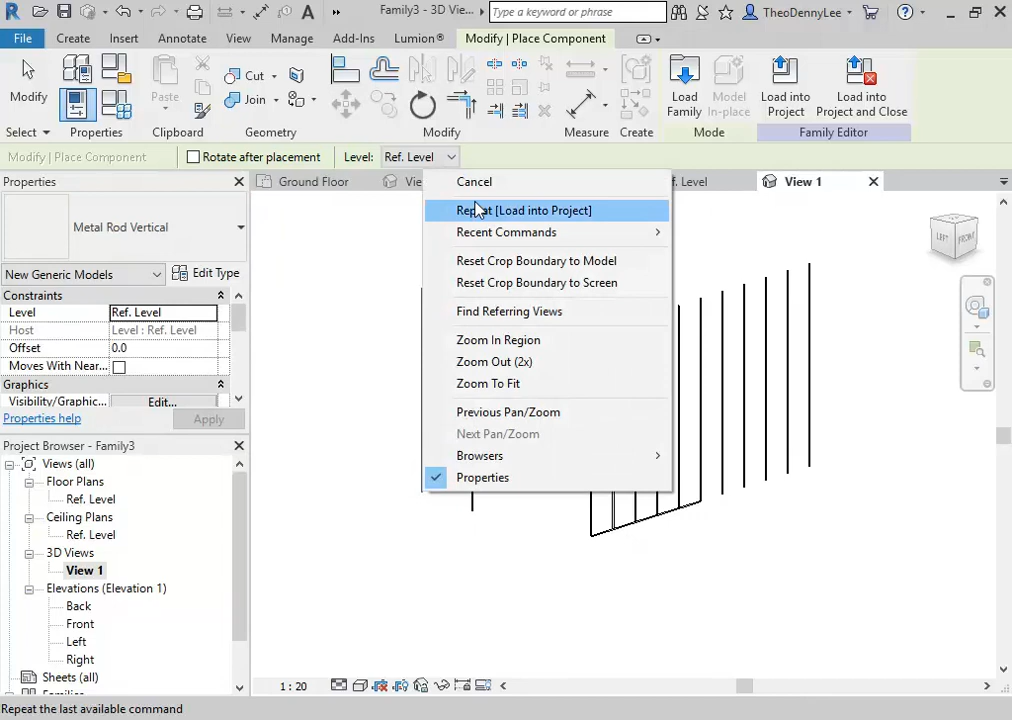 Family3 - 3D Vie...
Type a keyword or phrase
TheoDennyLee
File
Create
Insert
Annotate
View
Manage
Add-Ins
Lumion®
Modify | Place Component
Modify
Paste
Cut
Join
Load
Family
Model
In-place
Load into
Project
Load into
Project and Close
Select
Properties
Clipboard
Geometry
Modify
Measure
Create
Mode
Family Editor
Modify | Place Component
Rotate after placement
Level:
Ref. Level
Properties
Ground Floor
Vie
f. Level
View 1
Cancel
Repeat [Load into Project]
Recent Commands
Reset Crop Boundary to Model
Reset Crop Boundary to Screen
Find Referring Views
Zoom In Region
Zoom Out (2x)
Zoom To Fit
Previous Pan/Zoom
Next Pan/Zoom
Browsers
Properties
LEFT
FRONT
Metal Rod Vertical
New Generic Models
Edit Type
Constraints
Level
Ref. Level
Host
Level : Ref. Level
Offset
0.0
Moves With Near...
Graphics
Visibility/Graphic...
Edit...
Properties help
Apply
Project Browser - Family3
Views (all)
Floor Plans
Ref. Level
Ceiling Plans
Ref. Level
3D Views
View 1
Elevations (Elevation 1)
Back
Front
Left
Right
Sheets (all)
Families
1 : 20
Repeat the last available command